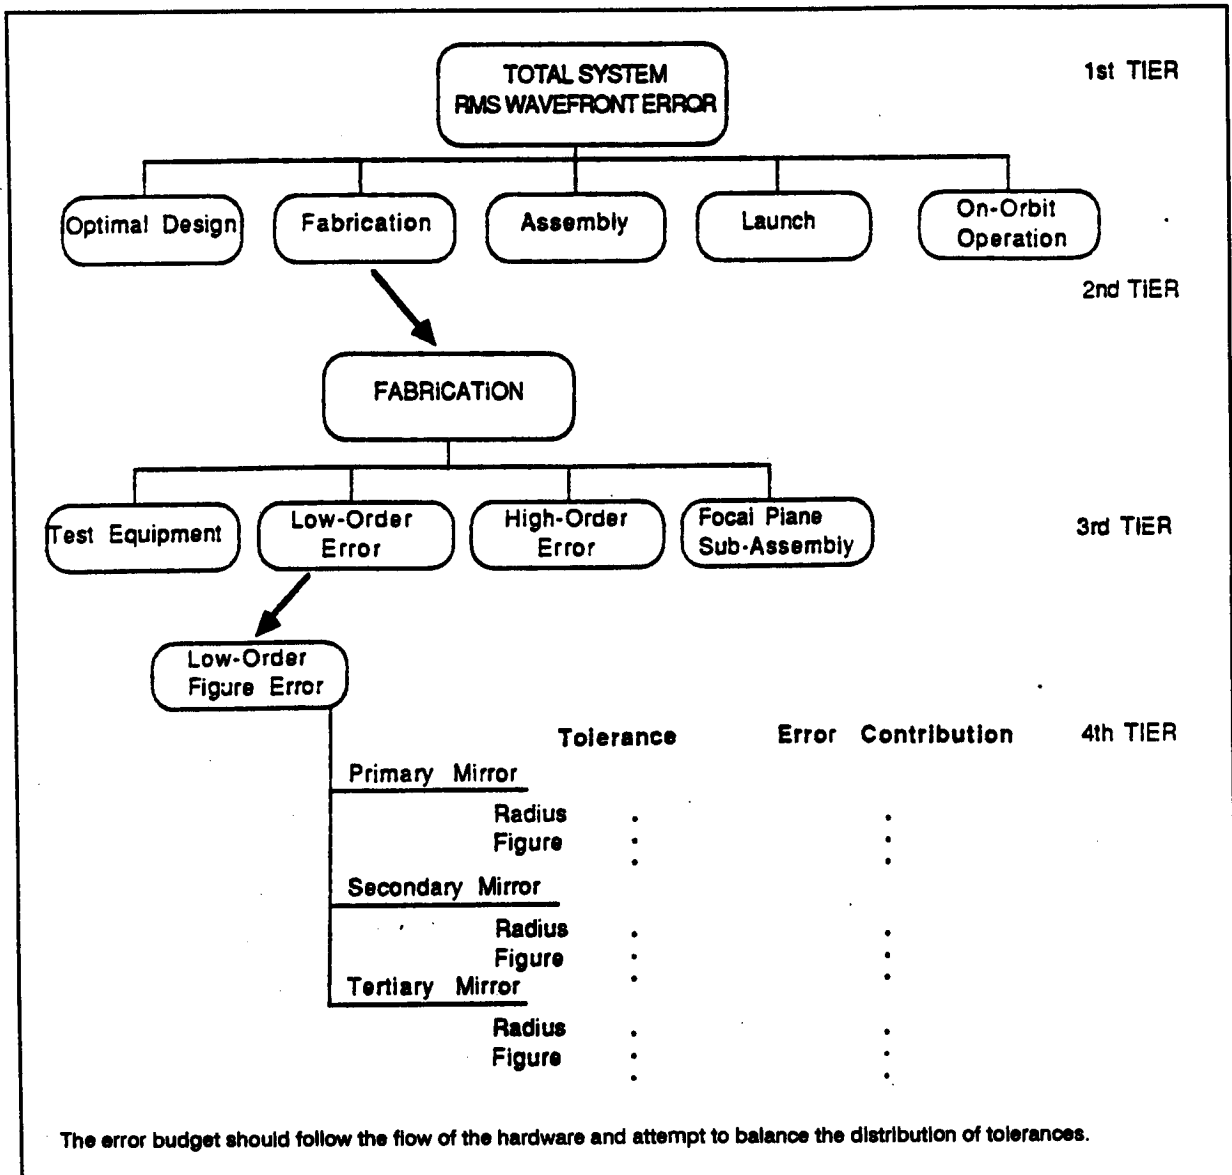 TOTAL SYSTEM
RMS WAVEFRONT ERROR
1st TIER
Optimal Design
Fabrication
Assembly
Launch
On-Orbit
Operation
2nd TIER
FABRICATION
Test Equipment
Low-Order
Error
High-Order
Error
Focal Plane
Sub-Assembly
3rd TIER
Low-Order
Figure Error
Tolerance Error Contribution 4th TIER
Primary Mirror
Radius
Figure
Secondary Mirror
Radius
Figure
Tertiary Mirror
Radius
Figure
The error budget should follow the flow of the hardware and attempt to balance the distribution of tolerances.